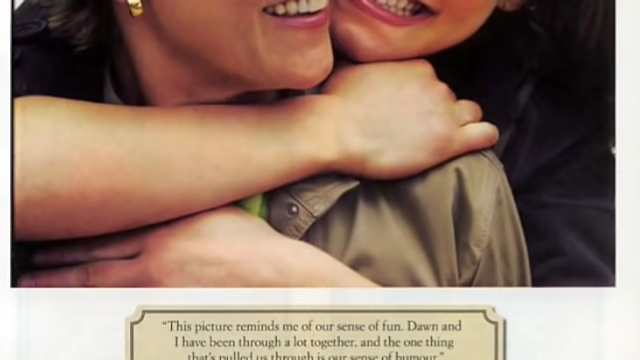 "This picture reminds me of our sense of fun. Dawn and
I have been through a lot together, and the one thing
that's pulled us through is our sense of humour."